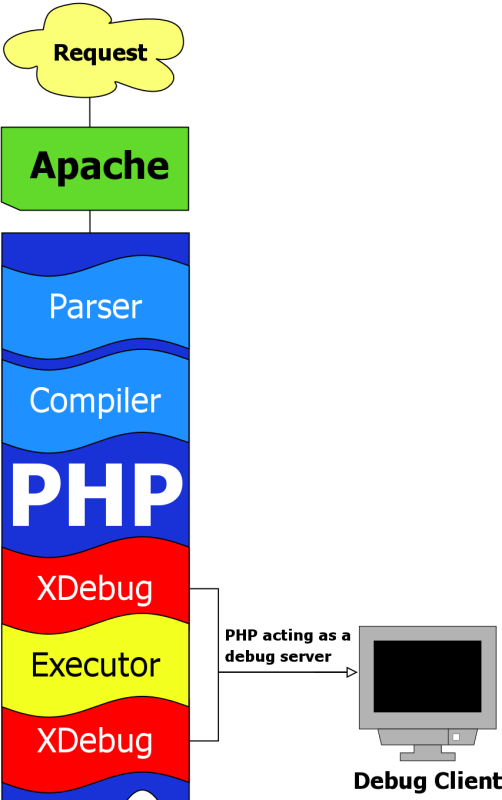 Request
Apache
Parser
Compiler
PHP
XDebug
Executor
XDebug
PHP acting as a
debug server
Debug Client